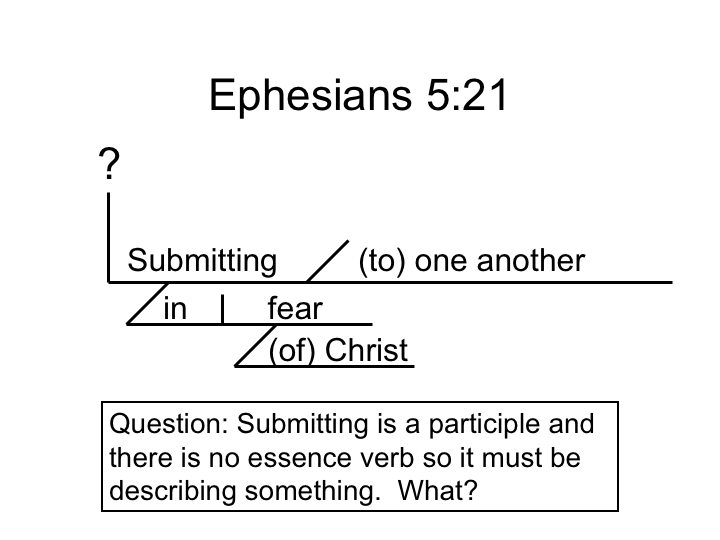 Ephesians 5:21
?
Submitting (to) one another
in fear
(of) Christ
Question: Submitting is a participle and
there is no essence verb so it must be
describing something. What?